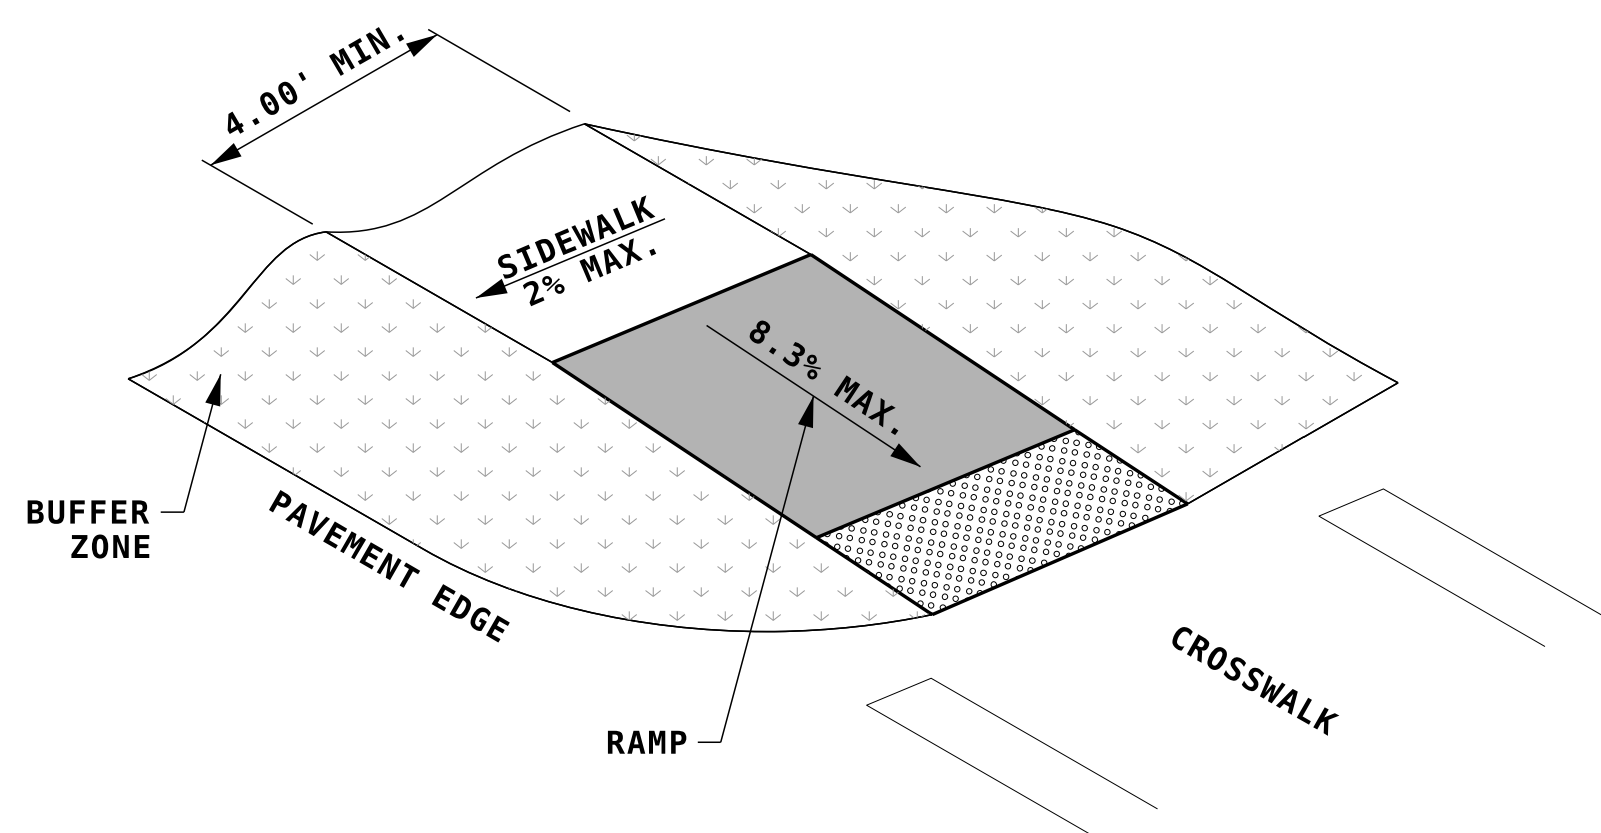 4.00' MIN.
SIDEWALK
2% MAX.
8.3% MAX.
BUFFER
ZONE
PAVEMENT EDGE
RAMP
CROSSWALK